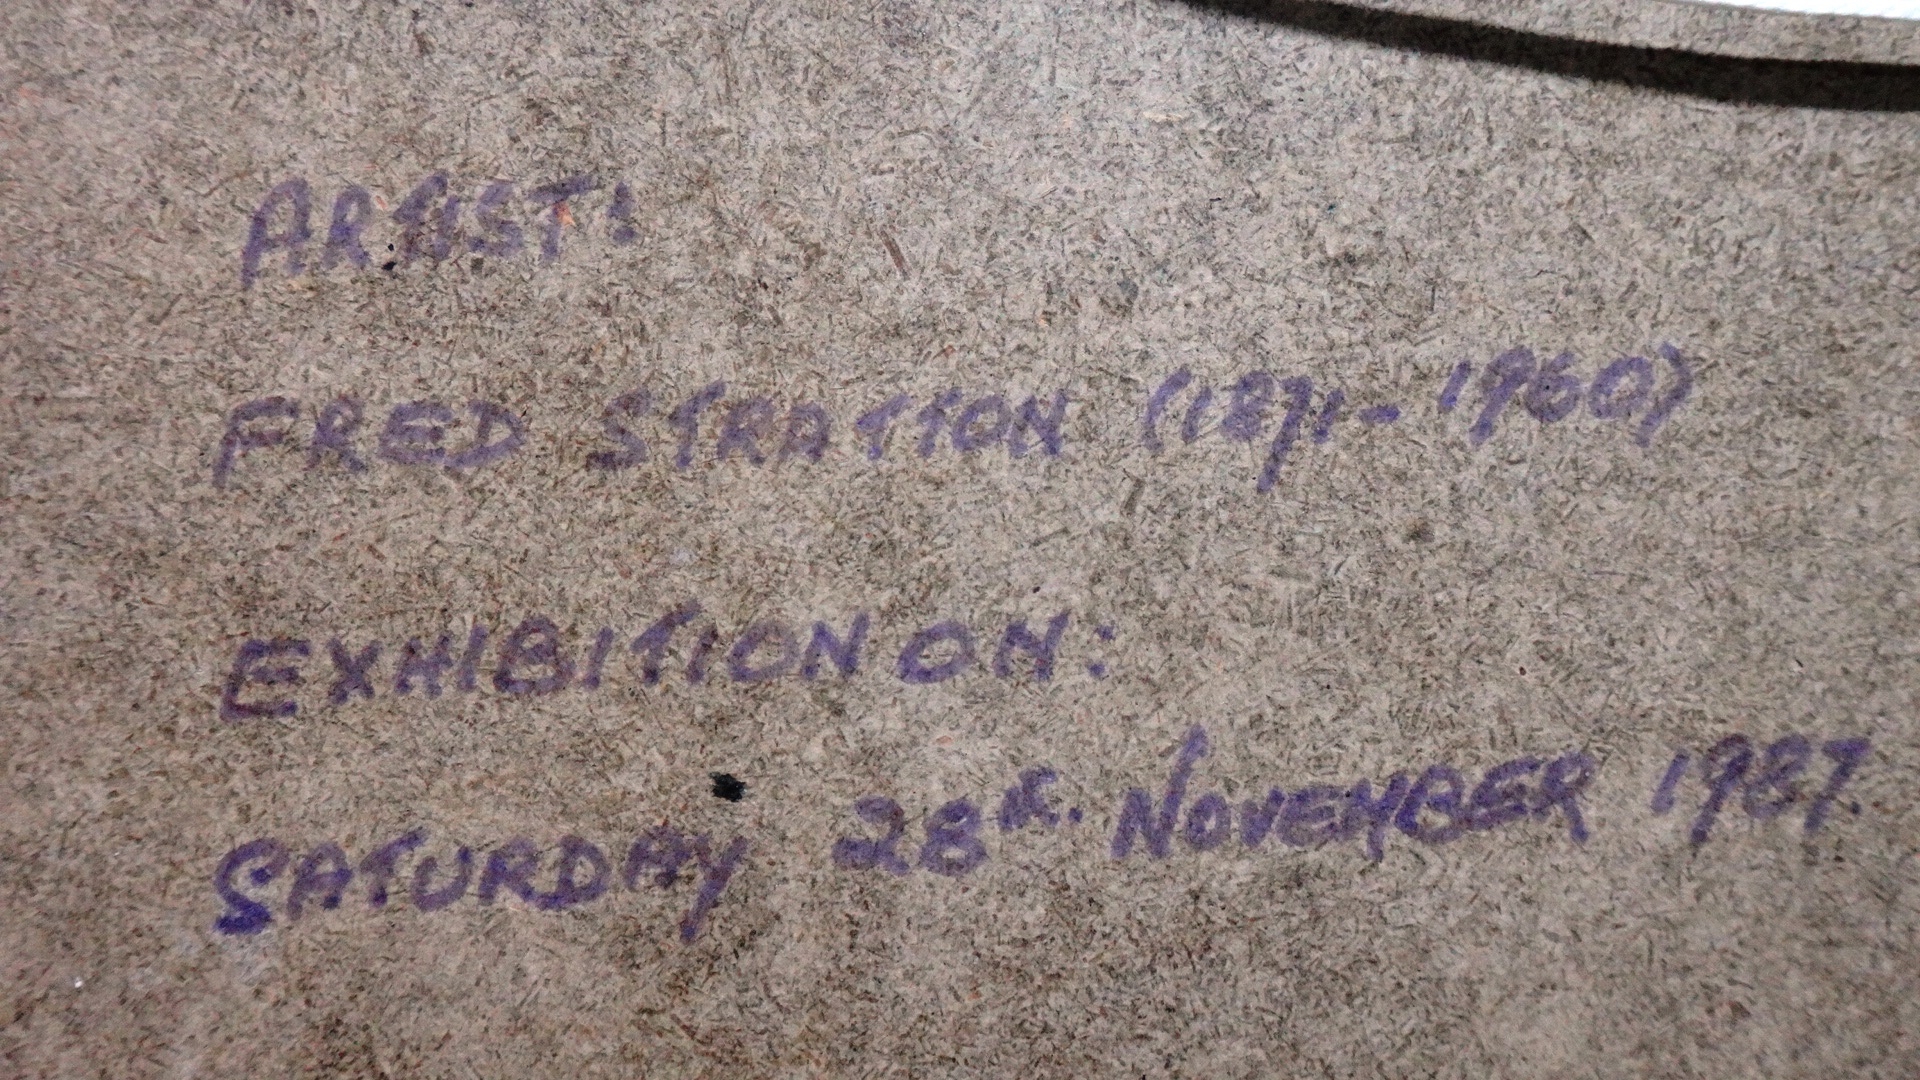 ARTIST:
FRED STRATTON (1871-1960)
EXHIBITION ON:
SATURDAY 28th. NOVEMBER 1987.